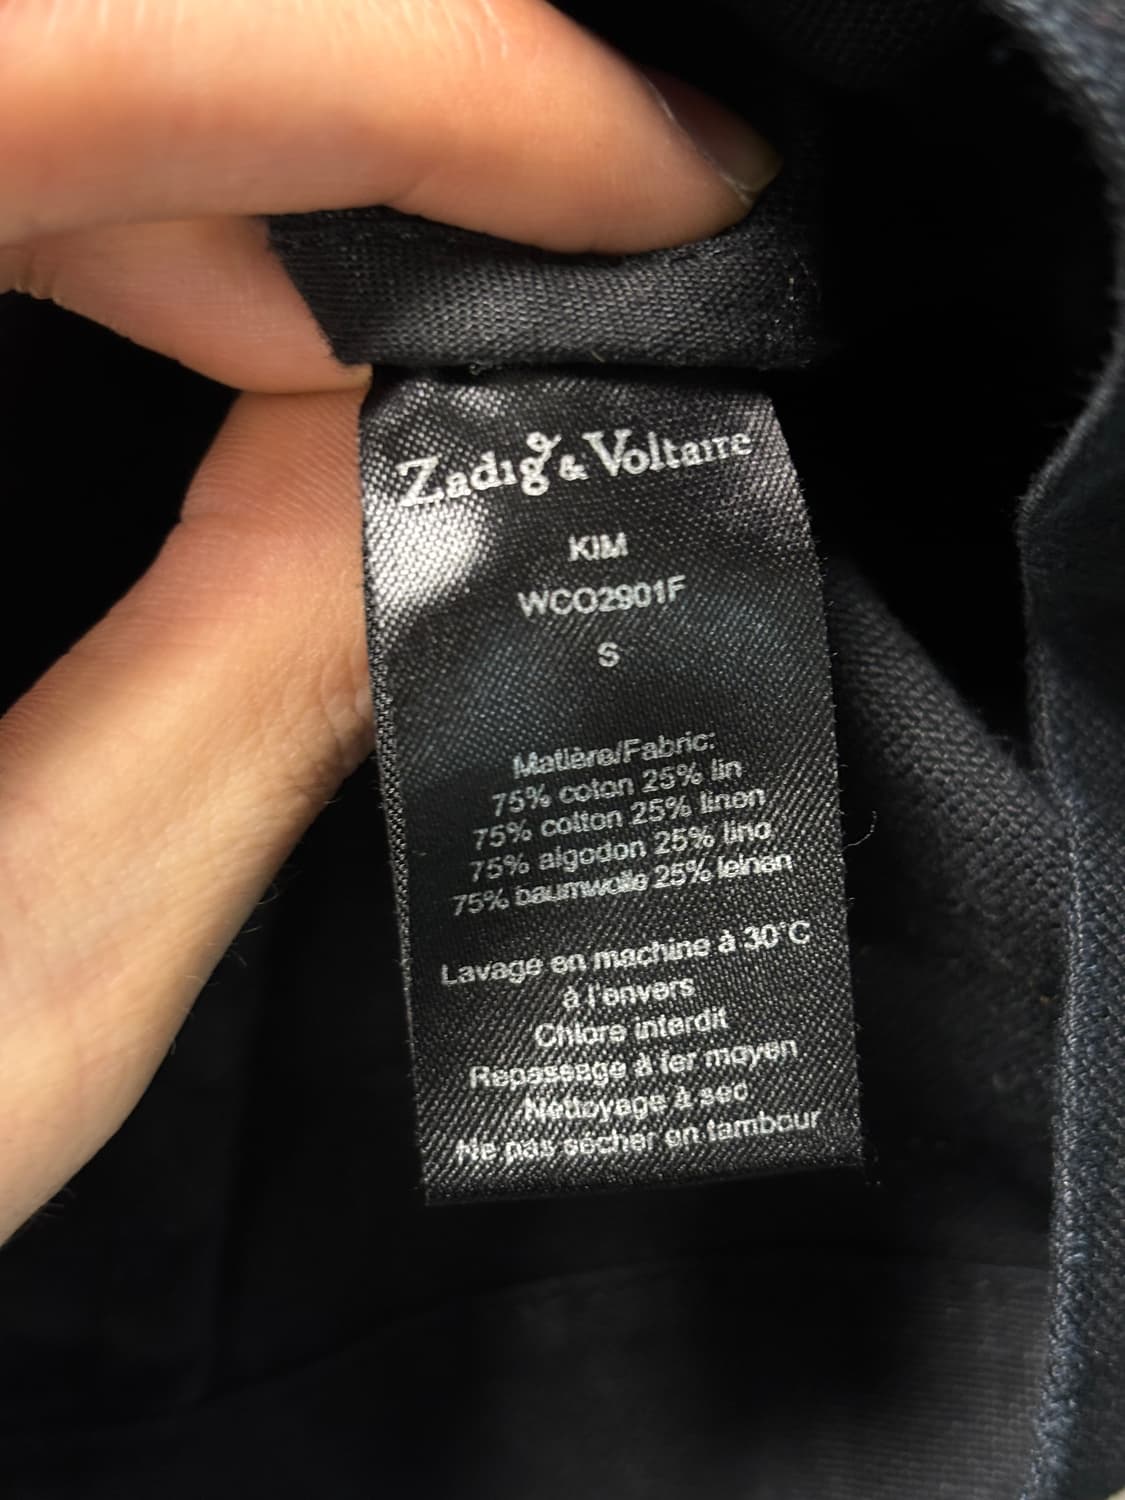 Zadig & Voltaire
KIM
WCO2901F
S
Matière/Fabric:
75% coton 25% lin
75% cotton 25% linen
75% algodon 25% lino
75% baumwolle 25% leinen
Lavage en machine à 30°C
à l'envers
Chlore interdit
Repassage à fer moyen
Nettoyage à sec
Ne pas sécher en tambour